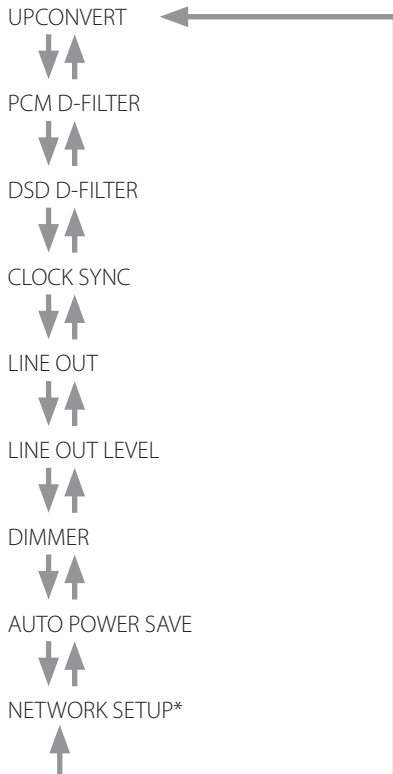 UPCONVERT
PCM D-FILTER
DSD D-FILTER
CLOCK SYNC
LINE OUT
LINE OUT LEVEL
DIMMER
AUTO POWER SAVE
NETWORK SETUP*